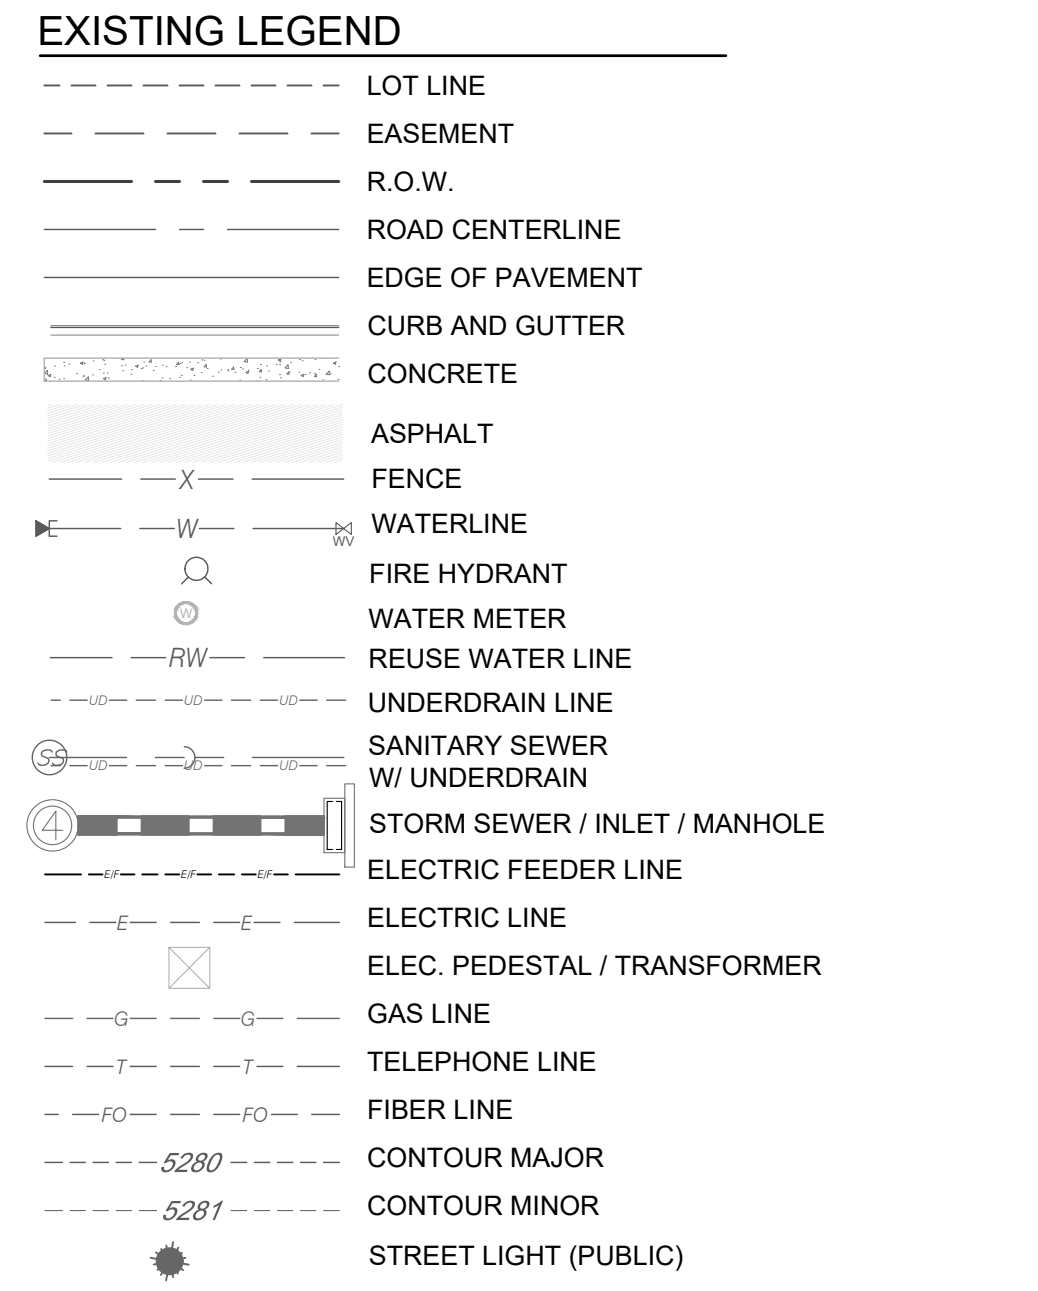 EXISTING LEGEND
LOT LINE
EASEMENT
R.O.W.
ROAD CENTERLINE
EDGE OF PAVEMENT
CURB AND GUTTER
CONCRETE
ASPHALT
X FENCE
E W WV WATERLINE
FIRE HYDRANT
W WATER METER
RW REUSE WATER LINE
UD UD UD UNDERDRAIN LINE
SS UD UD UD SANITARY SEWER
W/ UNDERDRAIN
4 STORM SEWER / INLET / MANHOLE
E/F E/F E/F ELECTRIC FEEDER LINE
E E ELECTRIC LINE
ELEC. PEDESTAL / TRANSFORMER
G G GAS LINE
T T TELEPHONE LINE
FO FO FIBER LINE
5280 CONTOUR MAJOR
5281 CONTOUR MINOR
STREET LIGHT (PUBLIC)